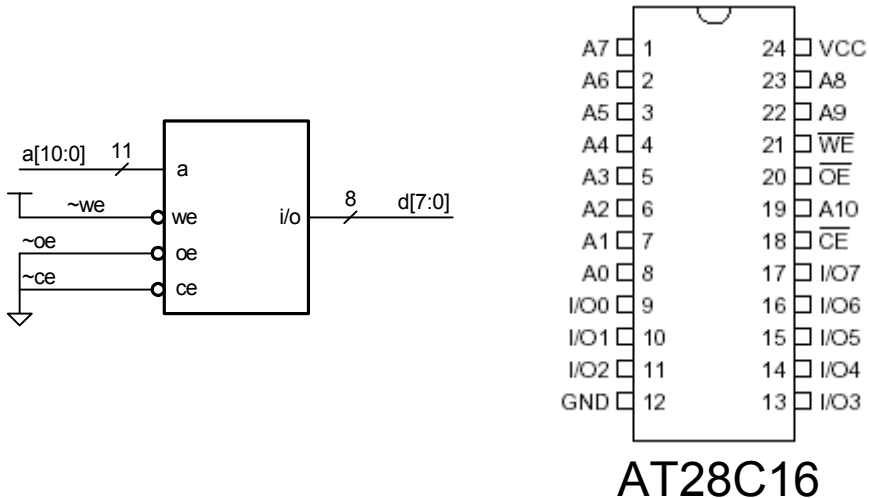 a[10:0] 11
a
~we
we
i/o
8
d[7:0]
~oe
oe
~ce
ce
A7 1 24 VCC
A6 2 23 A8
A5 3 22 A9
A4 4 21 WE
A3 5 20 OE
A2 6 19 A10
A1 7 18 CE
A0 8 17 I/O7
I/O0 9 16 I/O6
I/O1 10 15 I/O5
I/O2 11 14 I/O4
GND 12 13 I/O3
AT28C16